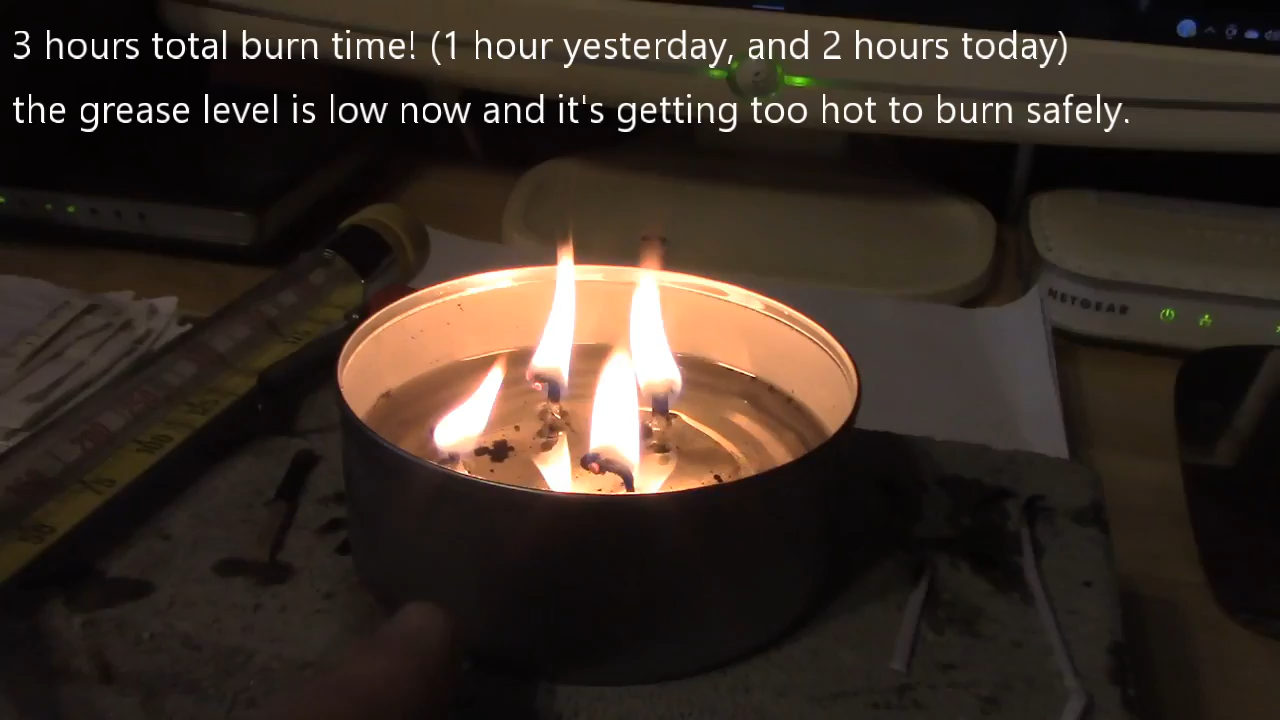 3 hours total burn time! (1 hour yesterday, and 2 hours today)
the grease level is low now and it's getting too hot to burn safely.
NETGEAR